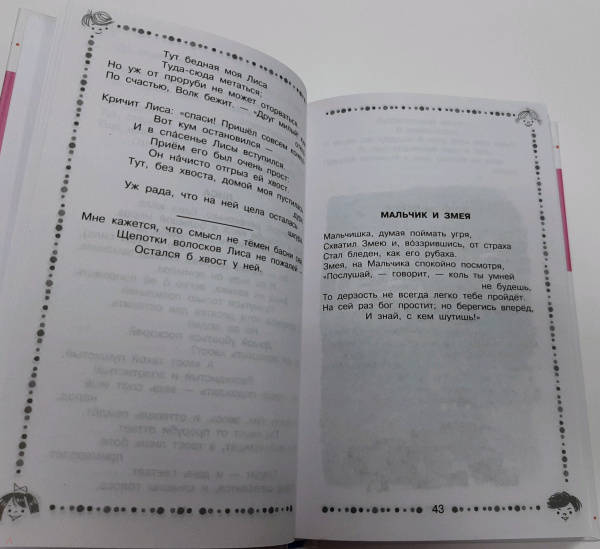 Тут бедная моя Лиса
Туда-сюда метаться;
Но уж от проруби не может оторваться.
По счастью, Волк бежит. — «Друг милый!
Кричит Лиса: «спаси! Пришёл совсем
Вот кум остановился —
И в спасенье Лисы вступился.
Приём его был очень прост:
Он на́чисто отгрыз ей хвост.
Тут, без хвоста, домой моя пустилась
Уж рада, что на ней цела осталась
Мне кажется, что смысл не тёмен басни
Щепотки волосков Лиса не пожалей
Остался б хвост у ней.
МАЛЬЧИК И ЗМЕЯ
Мальчишка, думая поймать угря,
Схватил Змею и, во́ззрившись, от страха
Стал бледен, как его рубаха.
Змея, на Мальчика спокойно посмотря,
«Послушай, — говорит, — коль ты умней
не будешь,
То дерзость не всегда легко тебе пройдёт.
На сей раз бог простит; но берегись вперёд,
И знай, с кем шутишь!»
43